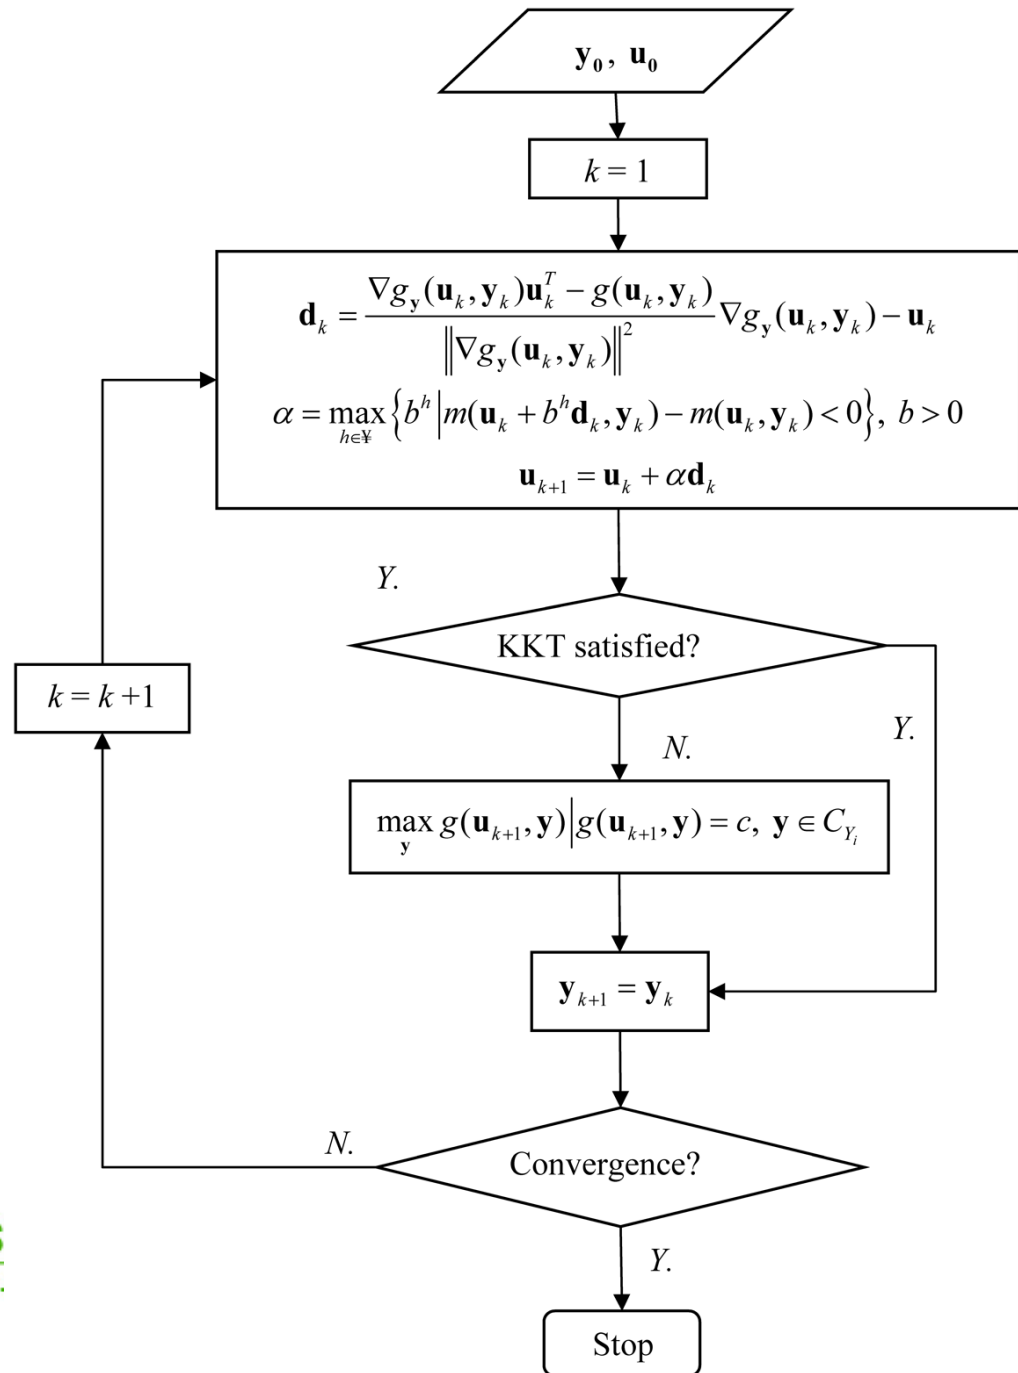 y₀, u₀
k = 1
d_k = \frac{∇g_y(u_k, y_k)u_k^T − g(u_k, y_k)}{‖∇g_y(u_k, y_k)‖^2} ∇g_y(u_k, y_k) − u_k
α = \max_{h∈¥} {b^h | m(u_k + b^h d_k, y_k) − m(u_k, y_k) < 0}, b > 0
u_{k+1} = u_k + αd_k
Y.
KKT satisfied?
k = k +1
Y.
N.
\max_y g(u_{k+1}, y) | g(u_{k+1}, y) = c, y ∈ C_{Y_i}
y_{k+1} = y_k
N.
Convergence?
Y.
Stop